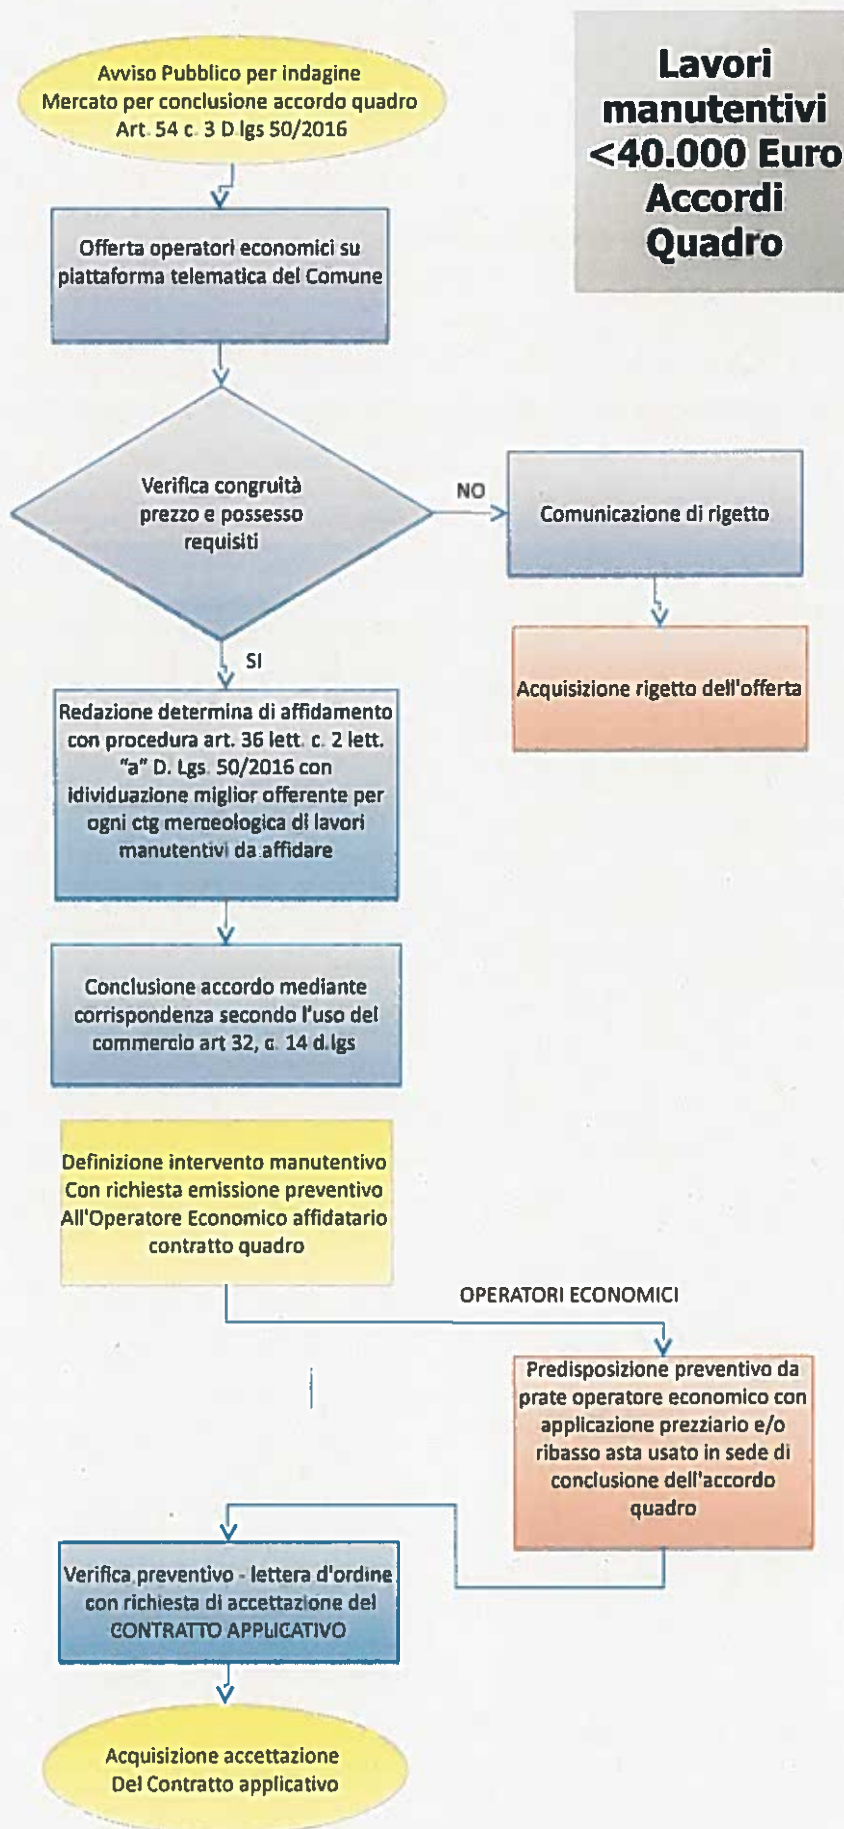 Lavori
manutentivi
<40.000 Euro
Accordi
Quadro
Avviso Pubblico per indagine
Mercato per conclusione accordo quadro
Art. 54 c. 3 D.lgs 50/2016
Offerta operatori economici su
piattaforma telematica del Comune
Verifica congruità
prezzo e possesso
requisiti
NO
Comunicazione di rigetto
Acquisizione rigetto dell'offerta
SI
Redazione determina di affidamento
con procedura art. 36 lett. c. 2 lett.
"a" D. Lgs. 50/2016 con
idividuazione miglior offerente per
ogni ctg merceologica di lavori
manutentivi da affidare
Conclusione accordo mediante
corrispondenza secondo l'uso del
commercio art 32, c. 14 d.lgs
Definizione intervento manutentivo
Con richiesta emissione preventivo
All'Operatore Economico affidatario
contratto quadro
OPERATORI ECONOMICI
Predisposizione preventivo da
prate operatore economico con
applicazione prezziario e/o
ribasso asta usato in sede di
conclusione dell'accordo
quadro
Verifica preventivo - lettera d'ordine
con richiesta di accettazione del
CONTRATTO APPLICATIVO
Acquisizione accettazione
Del Contratto applicativo